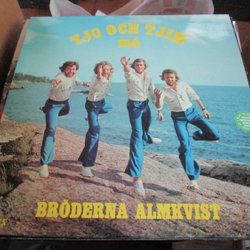 TJO OCH TJIM
mé
BRÖDERNA ALMKVIST